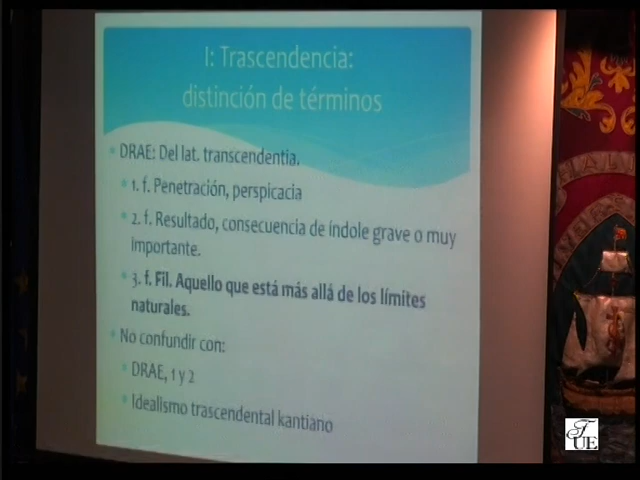 I: Trascendencia:
distinción de términos
DRAE: Del lat. transcendentia.
1. f. Penetración, perspicacia
2. f. Resultado, consecuencia de índole grave o muy
importante.
3. f. Fil. Aquello que está más allá de los límites
naturales.
No confundir con:
DRAE, 1 y 2
Idealismo trascendental kantiano
FUE